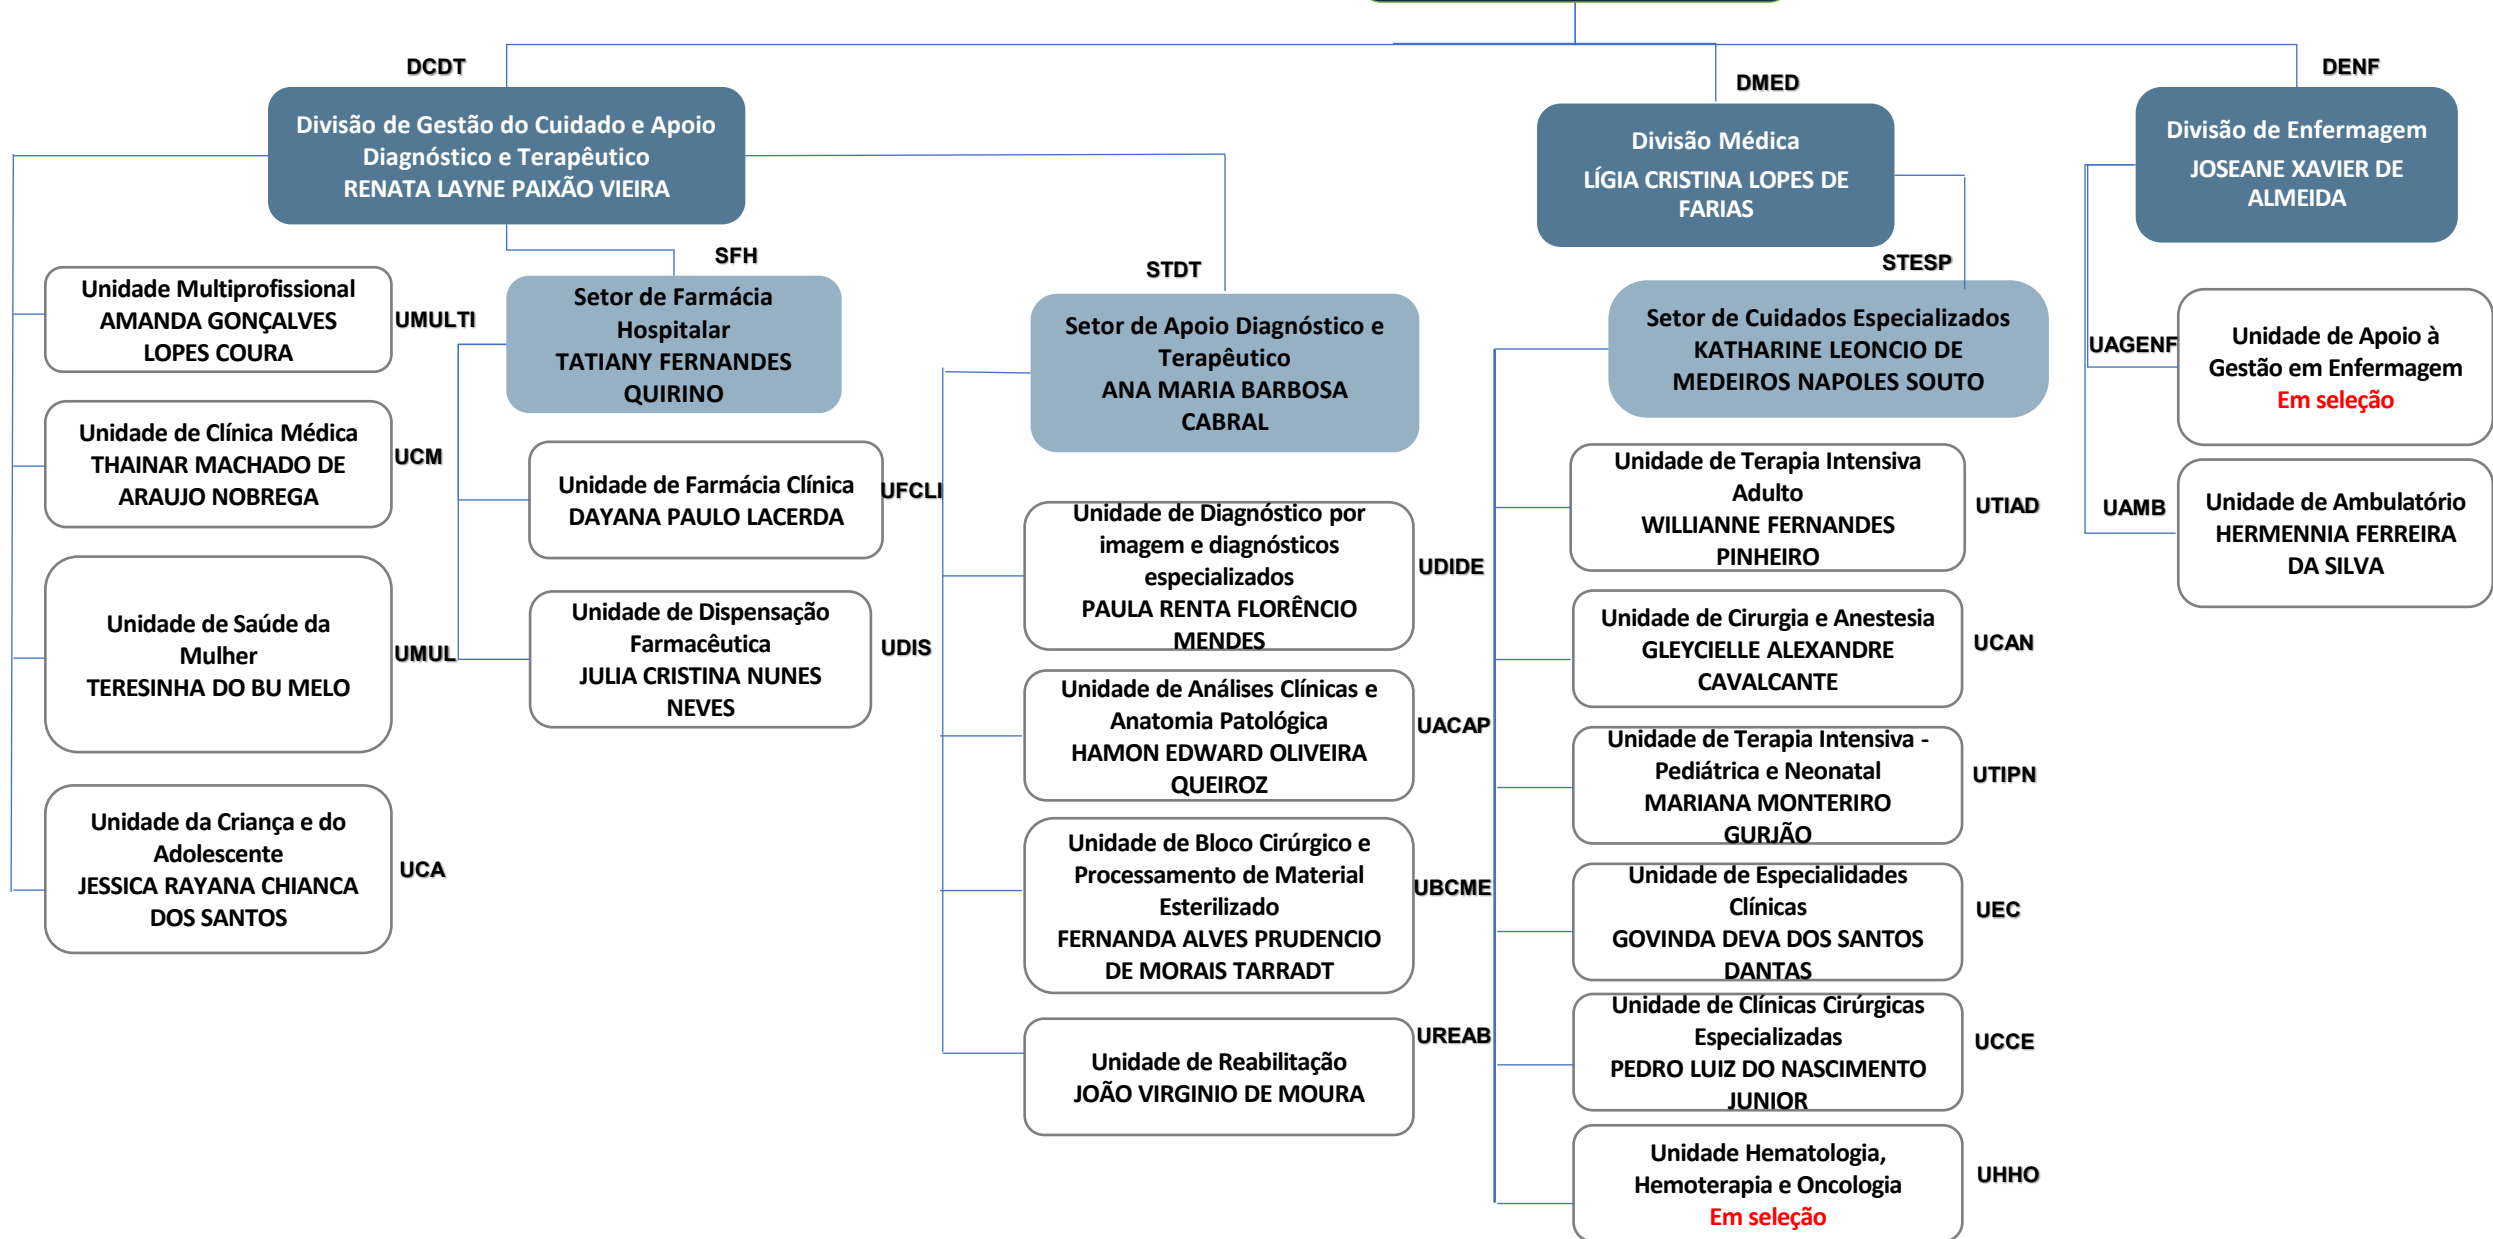 DCDT
Divisão de Gestão do Cuidado e Apoio
Diagnóstico e Terapêutico
RENATA LAYNE PAIXÃO VIEIRA
DMED
Divisão Médica
LÍGIA CRISTINA LOPES DE
FARIAS
DENF
Divisão de Enfermagem
JOSEANE XAVIER DE
ALMEIDA
Unidade Multiprofissional
AMANDA GONÇALVES
LOPES COURA
UMULTI
Unidade de Clínica Médica
THAINAR MACHADO DE
ARAUJO NOBREGA
UCM
Unidade de Saúde da
Mulher
TERESINHA DO BU MELO
UMUL
Unidade da Criança e do
Adolescente
JESSICA RAYANA CHIANCA
DOS SANTOS
UCA
SFH
Setor de Farmácia
Hospitalar
TATIANY FERNANDES
QUIRINO
Unidade de Farmácia Clínica
DAYANA PAULO LACERDA
UFCLI
Unidade de Dispensação
Farmacêutica
JULIA CRISTINA NUNES
NEVES
UDIS
STDT
Setor de Apoio Diagnóstico e
Terapêutico
ANA MARIA BARBOSA
CABRAL
Unidade de Diagnóstico por
imagem e diagnósticos
especializados
PAULA RENTA FLORÊNCIO
MENDES
UDIDE
Unidade de Análises Clínicas e
Anatomia Patológica
HAMON EDWARD OLIVEIRA
QUEIROZ
UACAP
Unidade de Bloco Cirúrgico e
Processamento de Material
Esterilizado
FERNANDA ALVES PRUDENCIO
DE MORAIS TARRADT
UBCME
Unidade de Reabilitação
JOÃO VIRGINIO DE MOURA
UREAB
STESP
Setor de Cuidados Especializados
KATHARINE LEONCIO DE
MEDEIROS NAPOLES SOUTO
Unidade de Terapia Intensiva
Adulto
WILLIANNE FERNANDES
PINHEIRO
UTIAD
Unidade de Cirurgia e Anestesia
GLEYCIELLE ALEXANDRE
CAVALCANTE
UCAN
Unidade de Terapia Intensiva -
Pediátrica e Neonatal
MARIANA MONTERIRO
GURJÃO
UTIPN
Unidade de Especialidades
Clínicas
GOVINDA DEVA DOS SANTOS
DANTAS
UEC
Unidade de Clínicas Cirúrgicas
Especializadas
PEDRO LUIZ DO NASCIMENTO
JUNIOR
UCCE
Unidade Hematologia,
Hemoterapia e Oncologia
Em seleção
UHHO
UAGENF
Unidade de Apoio à
Gestão em Enfermagem
Em seleção
UAMB
Unidade de Ambulatório
HERMENNIA FERREIRA
DA SILVA